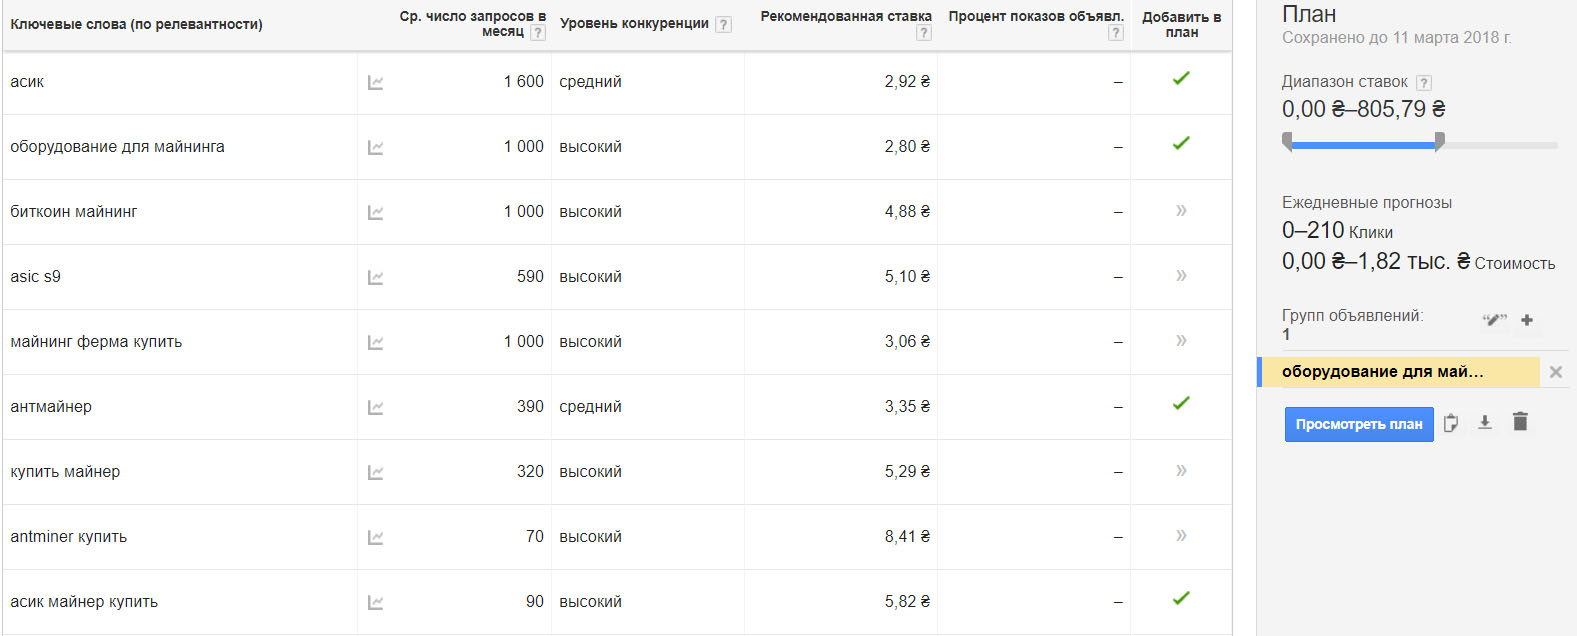 Ключевые слова (по релевантности)
Ср. число запросов в
месяц ?
Уровень конкуренции ?
Рекомендованная ставка
?
Процент показов объявл.
?
Добавить в
план
асик 1 600 средний 2,92 ₴ –
оборудование для майнинга 1 000 высокий 2,80 ₴ –
биткоин майнинг 1 000 высокий 4,88 ₴ – »
asic s9 590 высокий 5,10 ₴ – »
майнинг ферма купить 1 000 высокий 3,06 ₴ – »
антмайнер 390 средний 3,35 ₴ –
купить майнер 320 высокий 5,29 ₴ – »
antminer купить 70 высокий 8,41 ₴ – »
асик майнер купить 90 высокий 5,82 ₴ –
План
Сохранено до 11 марта 2018 г.
Диапазон ставок ?
0,00 ₴–805,79 ₴
Ежедневные прогнозы
0–210 Клики
0,00 ₴–1,82 тыс. ₴ Стоимость
Групп объявлений:
1
оборудование для май...
Просмотреть план